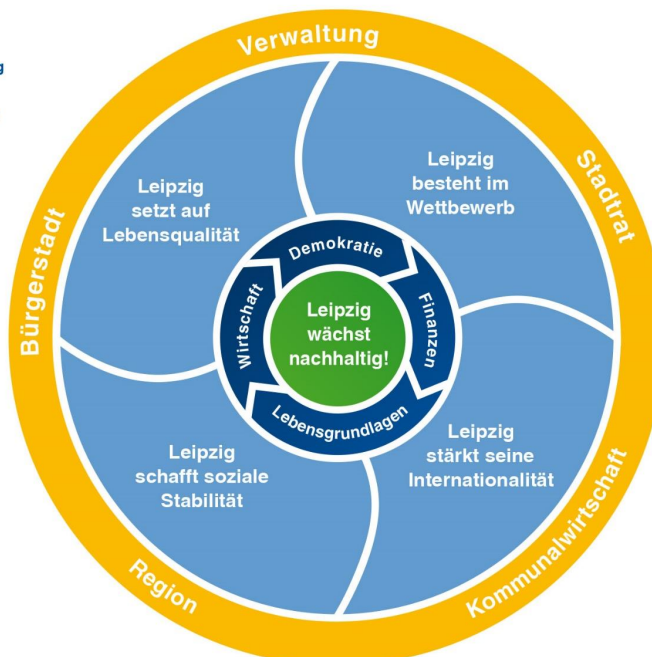 Verwaltung
Stadtrat
Kommunalwirtschaft
Region
Bürgerstadt
Leipzig
setzt auf
Lebensqualität
Leipzig
besteht im
Wettbewerb
Leipzig
stärkt seine
Internationalität
Leipzig
schafft soziale
Stabilität
Demokratie
Finanzen
Lebensgrundlagen
Wirtschaft
Leipzig
wächst
nachhaltig!